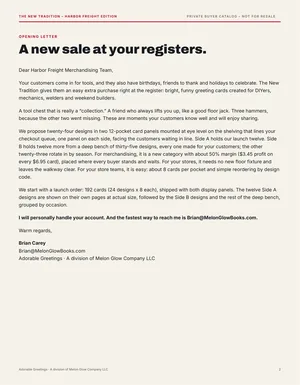 THE NEW TRADITION – HARBOR FREIGHT EDITION
PRIVATE BUYER CATALOG – NOT FOR RESALE
OPENING LETTER
A new sale at your registers.
Dear Harbor Freight Merchandising Team,
Your customers come for tools, and they also have birthdays, friends to thank and holidays to celebrate. The New
Tradition gives them an easy extra purchase right at the register: bright, funny greeting cards created for DIYers,
mechanics, welders and weekend builders.
A tool chest that is really a "collection." A friend who always lifts you up, like a good floor jack. Three hammers,
because the other two went missing. These are moments your customers know well and will enjoy sharing.
We propose twenty-four designs in two 12-pocket card panels mounted at eye level on the shelving that lines your
checkout queue, one panel on each side, facing the customers waiting in line. Side A holds our launch twelve. Side
B holds twelve more from a deep bench of thirty-five designs, every one made for your customers; the other
twenty-three rotate in by season. For merchandising, it is a new category with about 50% margin ($3.45 profit on
every $6.95 card), placed where every buyer stands and waits. For your stores, it needs no new floor fixture and
leaves the walkway clear. For your store teams, it is easy: about 8 cards per pocket and simple reordering by design
code.
We start with a launch order: 192 cards (24 designs x 8 each), shipped with both display panels. The twelve Side A
designs are shown on their own pages at actual size, followed by the Side B designs and the rest of the deep bench,
grouped by occasion.
I will personally handle your account. And the fastest way to reach me is Brian@MelonGlowBooks.com.
Warm regards,
Brian Carey
Brian@MelonGlowBooks.com
Adorable Greetings · A division of Melon Glow Company LLC
Adorable Greetings · A division of Melon Glow Company LLC
2